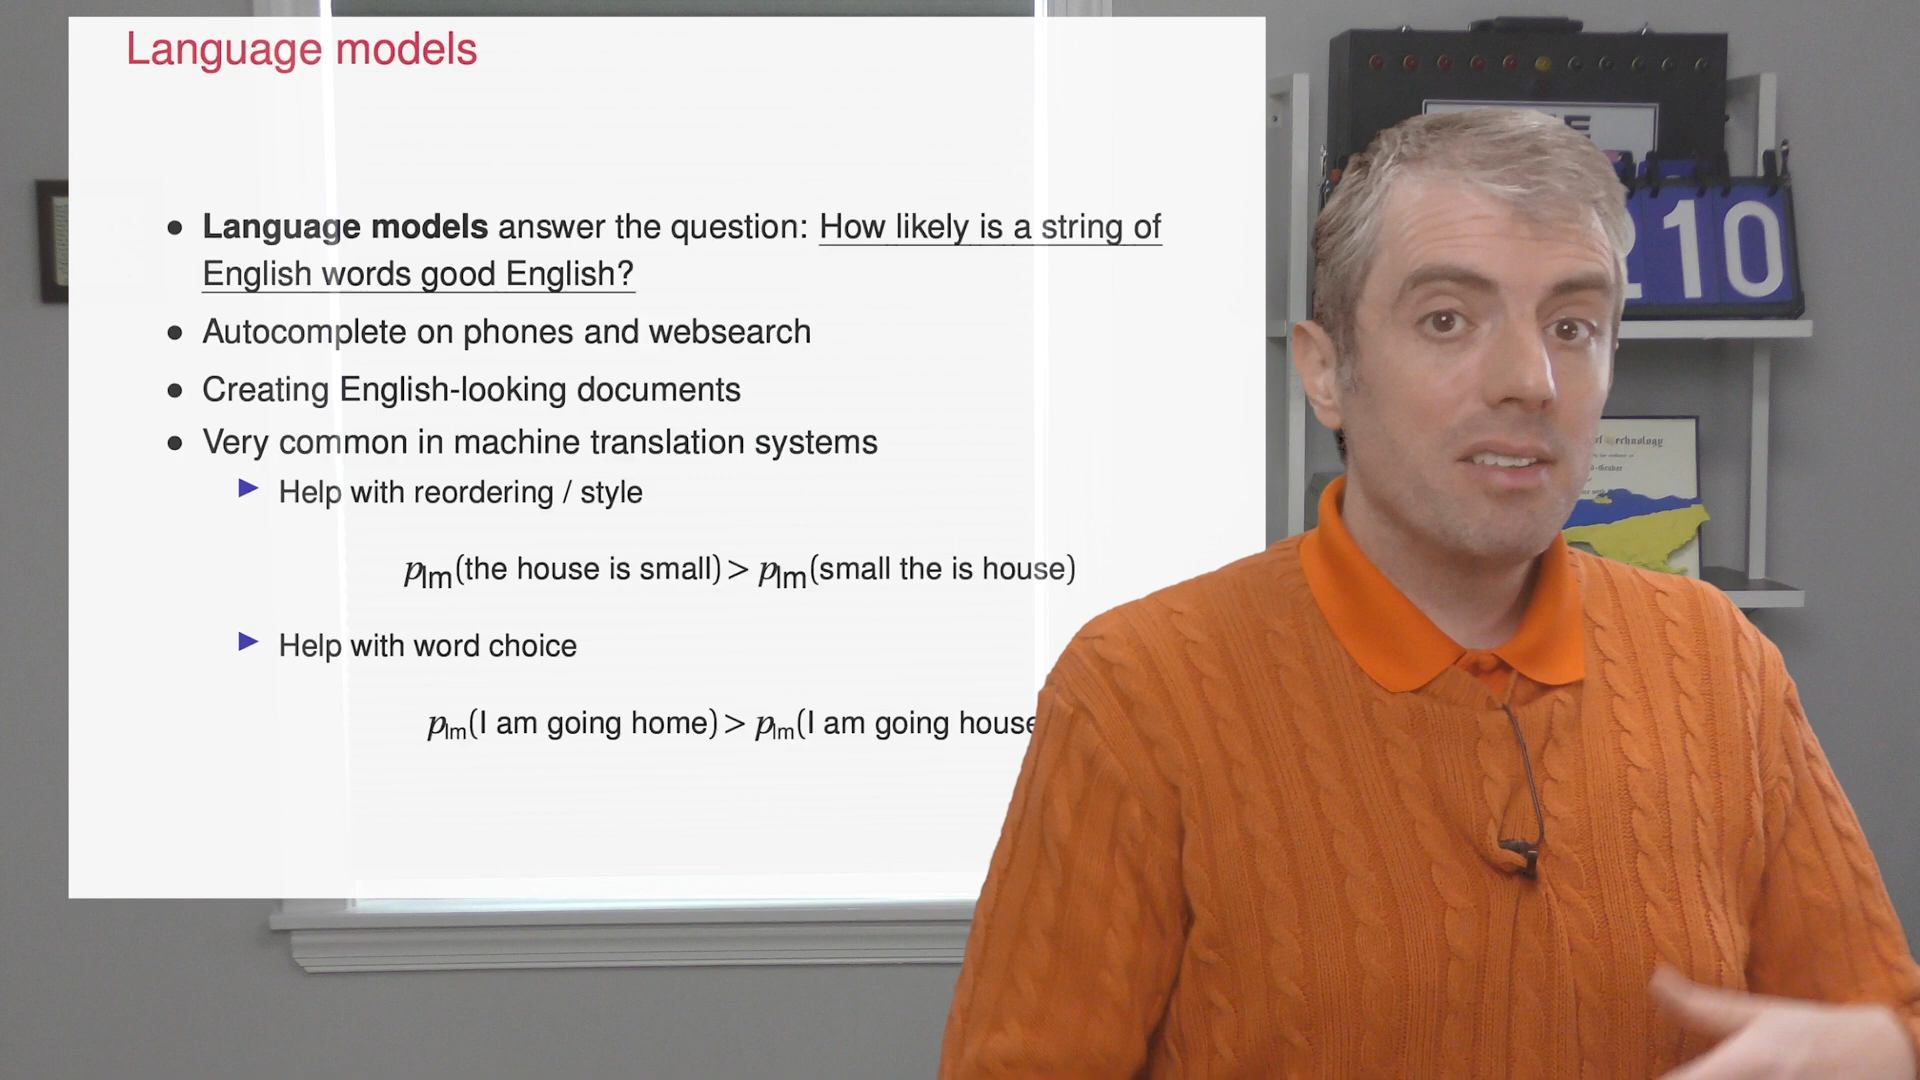 Language models
• Language models answer the question: How likely is a string of
English words good English?
• Autocomplete on phones and websearch
• Creating English-looking documents
• Very common in machine translation systems
▶ Help with reordering / style
plm(the house is small) > plm(small the is house)
▶ Help with word choice
plm(I am going home) > plm(I am going house
210
of Technology